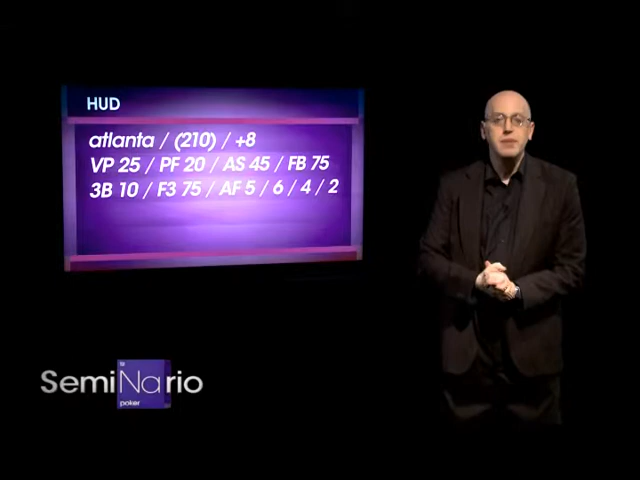 HUD
atlanta / (210) / +8
VP 25 / PF 20 / AS 45 / FB 75
3B 10 / F3 75 / AF 5 / 6 / 4 / 2
SemiNario
poker